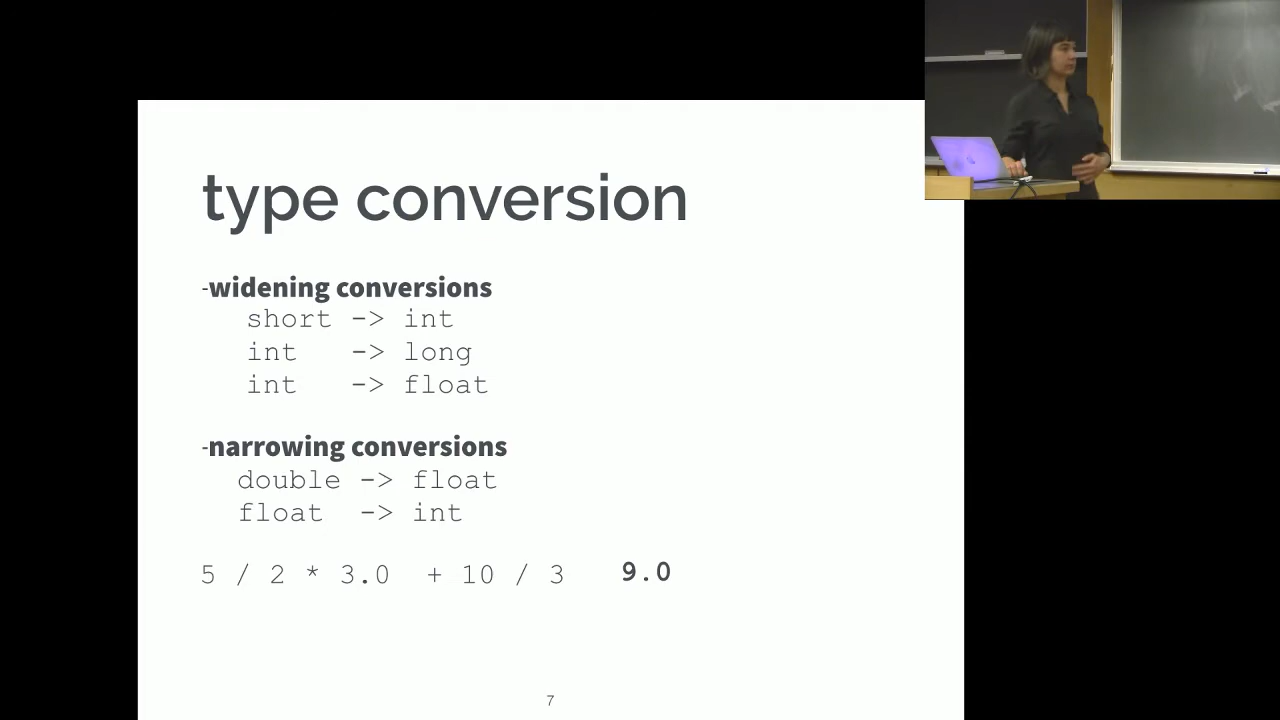 type conversion
-widening conversions
short -> int
int -> long
int -> float
-narrowing conversions
double -> float
float -> int
5 / 2 * 3.0 + 10 / 3 9.0
7